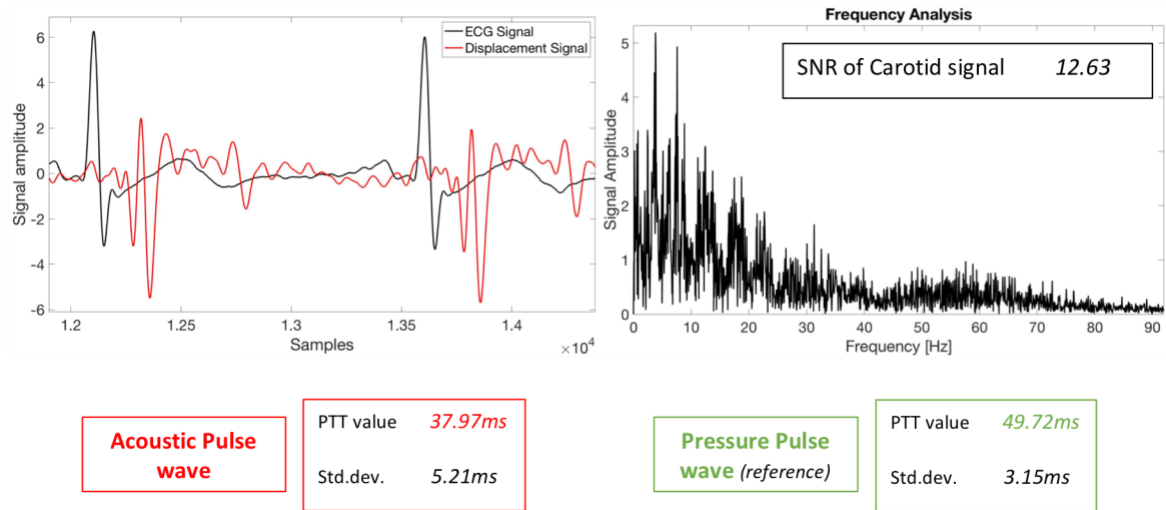 ECG Signal
Displacement Signal
6
4
2
0
-2
-4
-6
Signal amplitude
1.2
1.25
1.3
1.35
1.4
Samples
×10⁴
Frequency Analysis
SNR of Carotid signal 12.63
5
4
3
2
1
0
Signal Amplitude
0
10
20
30
40
50
60
70
80
90
Frequency [Hz]
Acoustic Pulse
wave
PTT value 37.97ms
Std.dev. 5.21ms
Pressure Pulse
wave (reference)
PTT value 49.72ms
Std.dev. 3.15ms